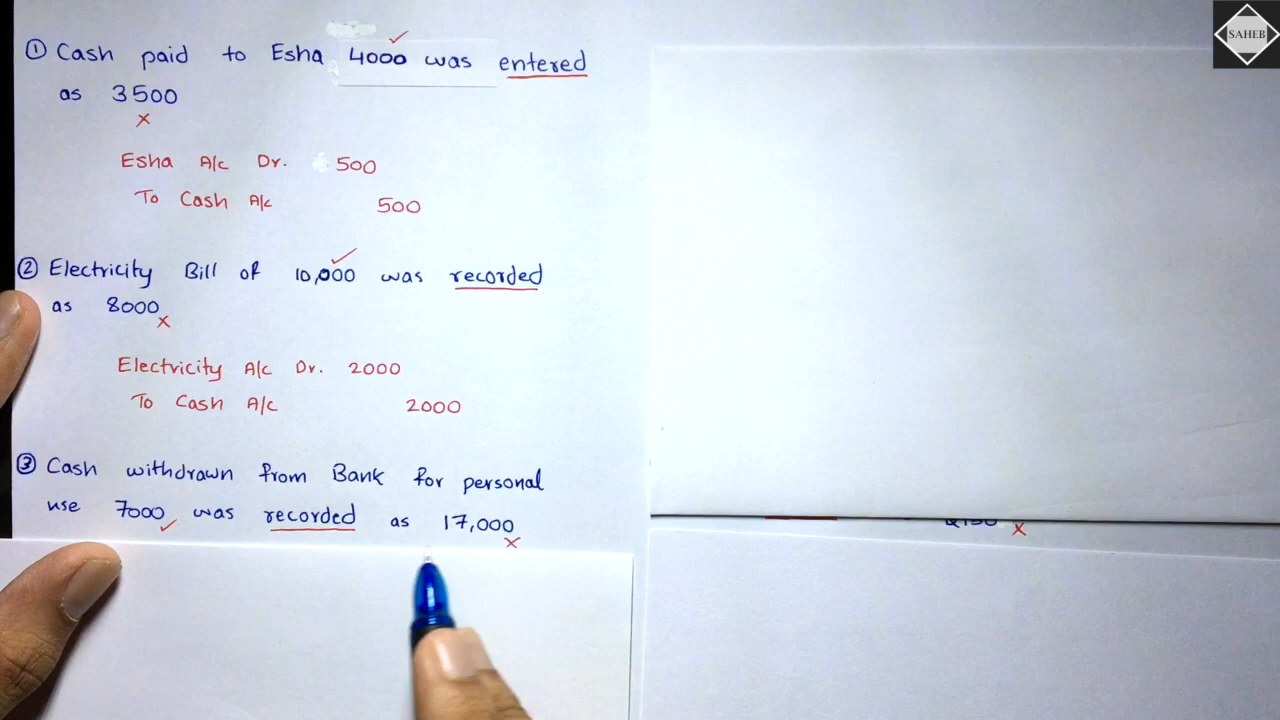 ① Cash paid to Esha 4000 was entered
as 3500
Esha A/c Dr. 500
To Cash A/c 500
② Electricity Bill of 10,000 was recorded
as 8000
Electricity A/c Dr. 2000
To Cash A/c 2000
③ Cash withdrawn from Bank for personal
use 7000 was recorded as 17,000
SAHEB